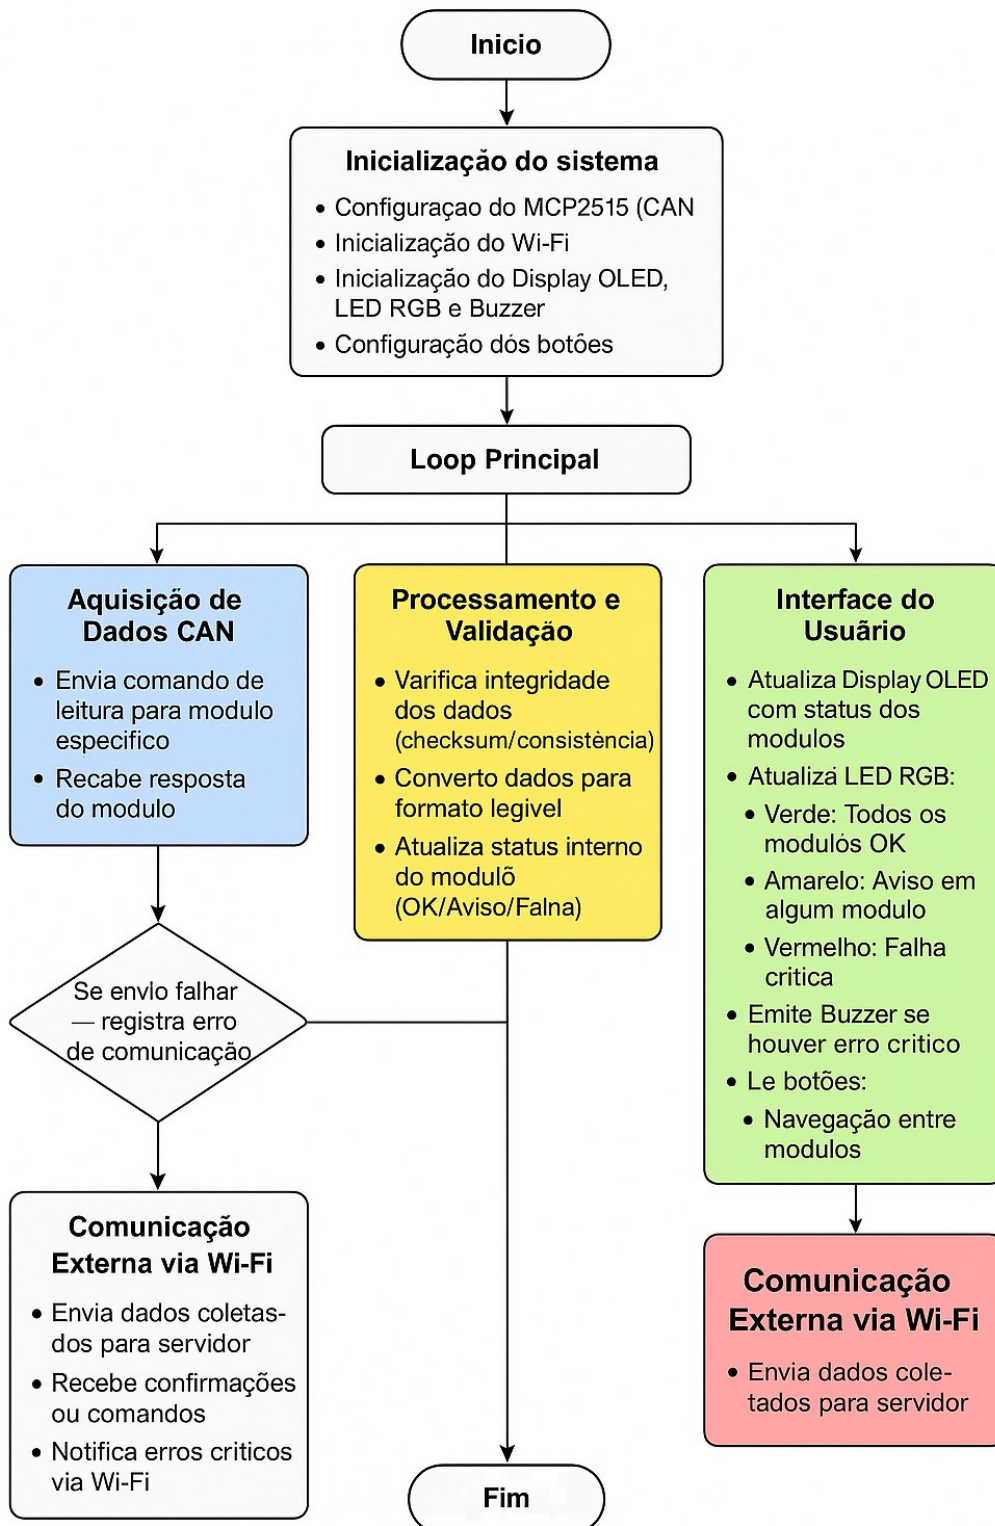 Inicio
Inicialização do sistema
• Configuraçao do MCP2515 (CAN
• Inicialização do Wi-Fi
• Inicialização do Display OLED,
LED RGB e Buzzer
• Configuração dós botões
Loop Principal
Aquisição de
Dados CAN
• Envia comando de
leitura para modulo
especifico
• Recabe resposta
do modulo
Processamento e
Validação
• Varifica integridade
dos dados
(checksum/consistència)
• Converto dados para
formato legivel
• Atualiza status interno
do modulõ
(OK/Aviso/Falna)
Interface do
Usuãrio
• Atualiza Display OLED
com status dos
modulos
• Atualizá LED RGB:
• Verde: Todos os
modulós OK
• Amarelo: Aviso em
algum modulo
• Vermelho: Falha
critica
• Emite Buzzer se
houver erro critico
• Le botões:
• Navegação entre
modulos
Se envlo falhar
— registra erro
de comunicação
Comunicação
Externa via Wi-Fi
• Envia dados coletas-
dos para servidor
• Recebe confirmações
ou comandos
• Notifica erros criticos
via Wi-Fi
Comunicação
Externa via Wi-Fi
• Envia dados cole-
tados para servidor
Fim